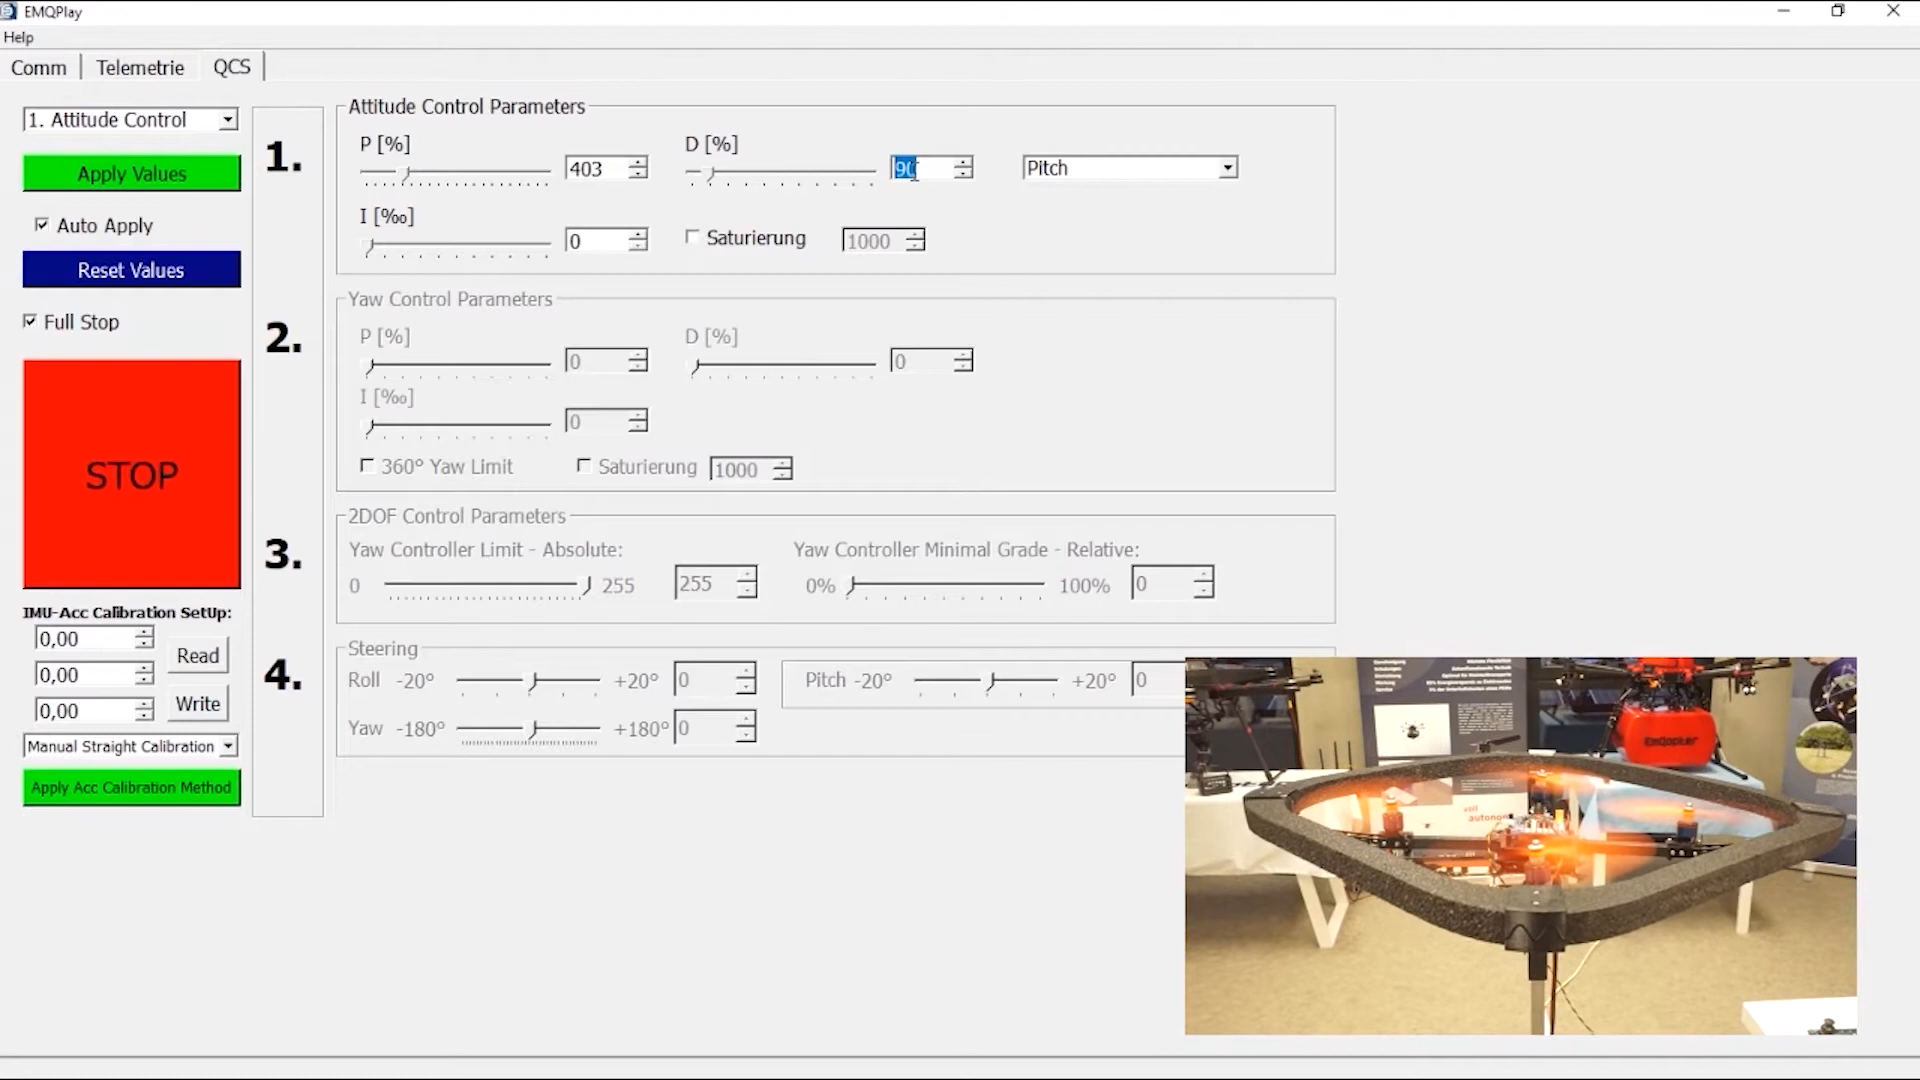 EMQPlay
Help
Comm
Telemetrie
QCS
1. Attitude Control
Apply Values
Auto Apply
Reset Values
Full Stop
STOP
IMU-Acc Calibration SetUp:
0,00
0,00
Read
0,00
Write
Manual Straight Calibration
Apply Acc Calibration Method
1.
2.
3.
4.
Attitude Control Parameters
P [%]
403
D [%]
90
Pitch
I [‰]
0
Saturierung
1000
Yaw Control Parameters
P [%]
0
D [%]
0
I [‰]
0
360° Yaw Limit
Saturierung
1000
2DOF Control Parameters
Yaw Controller Limit - Absolute:
0
255
255
Yaw Controller Minimal Grade - Relative:
0%
100%
0
Steering
Roll
-20°
+20°
0
Pitch -20°
+20°
0
Yaw
-180°
+180°
0
EmQopter